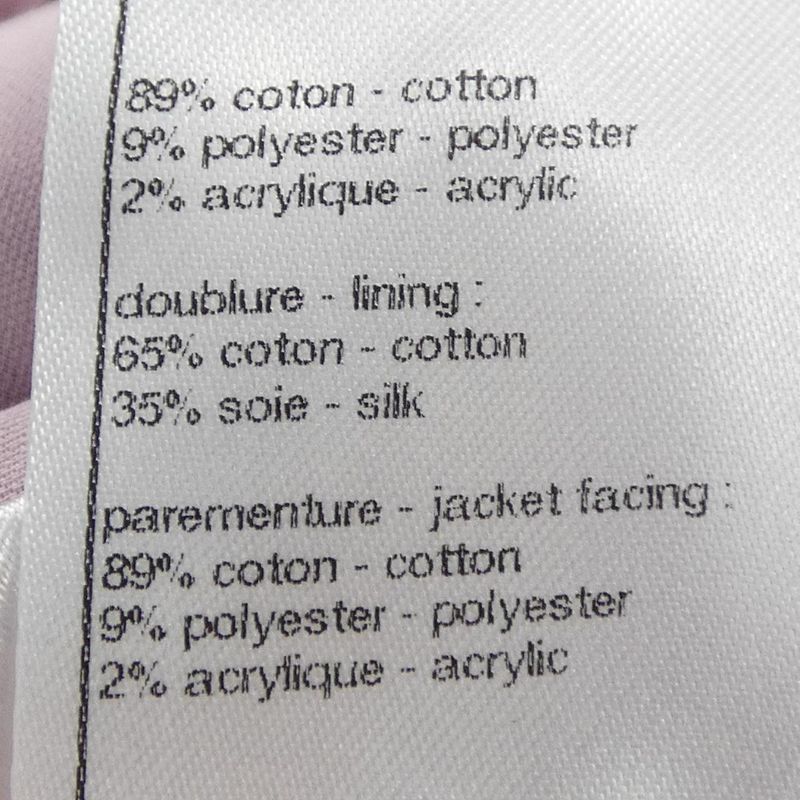 89% coton - cotton
9% polyester - polyester
2% acrylique - acrylic
doublure - lining :
65% coton - cotton
35% soie - silk
parementure - jacket facing :
89% coton - cotton
9% polyester - polyester
2% acrylique - acrylic